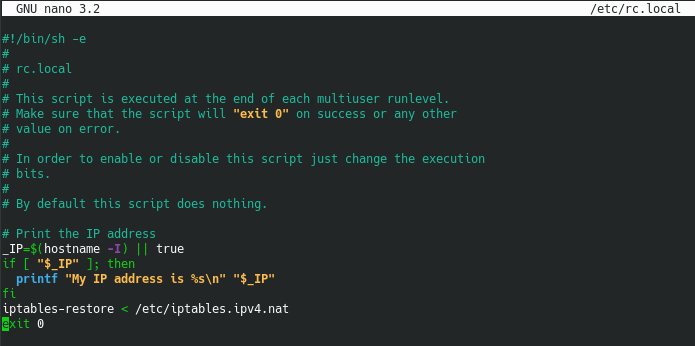 GNU nano 3.2 /etc/rc.local
#!/bin/sh -e
#
# rc.local
#
# This script is executed at the end of each multiuser runlevel.
# Make sure that the script will "exit 0" on success or any other
# value on error.
#
# In order to enable or disable this script just change the execution
# bits.
#
# By default this script does nothing.
# Print the IP address
_IP=$(hostname -I) || true
if [ "$_IP" ]; then
printf "My IP address is %s\n" "$_IP"
fi
iptables-restore < /etc/iptables.ipv4.nat
exit 0